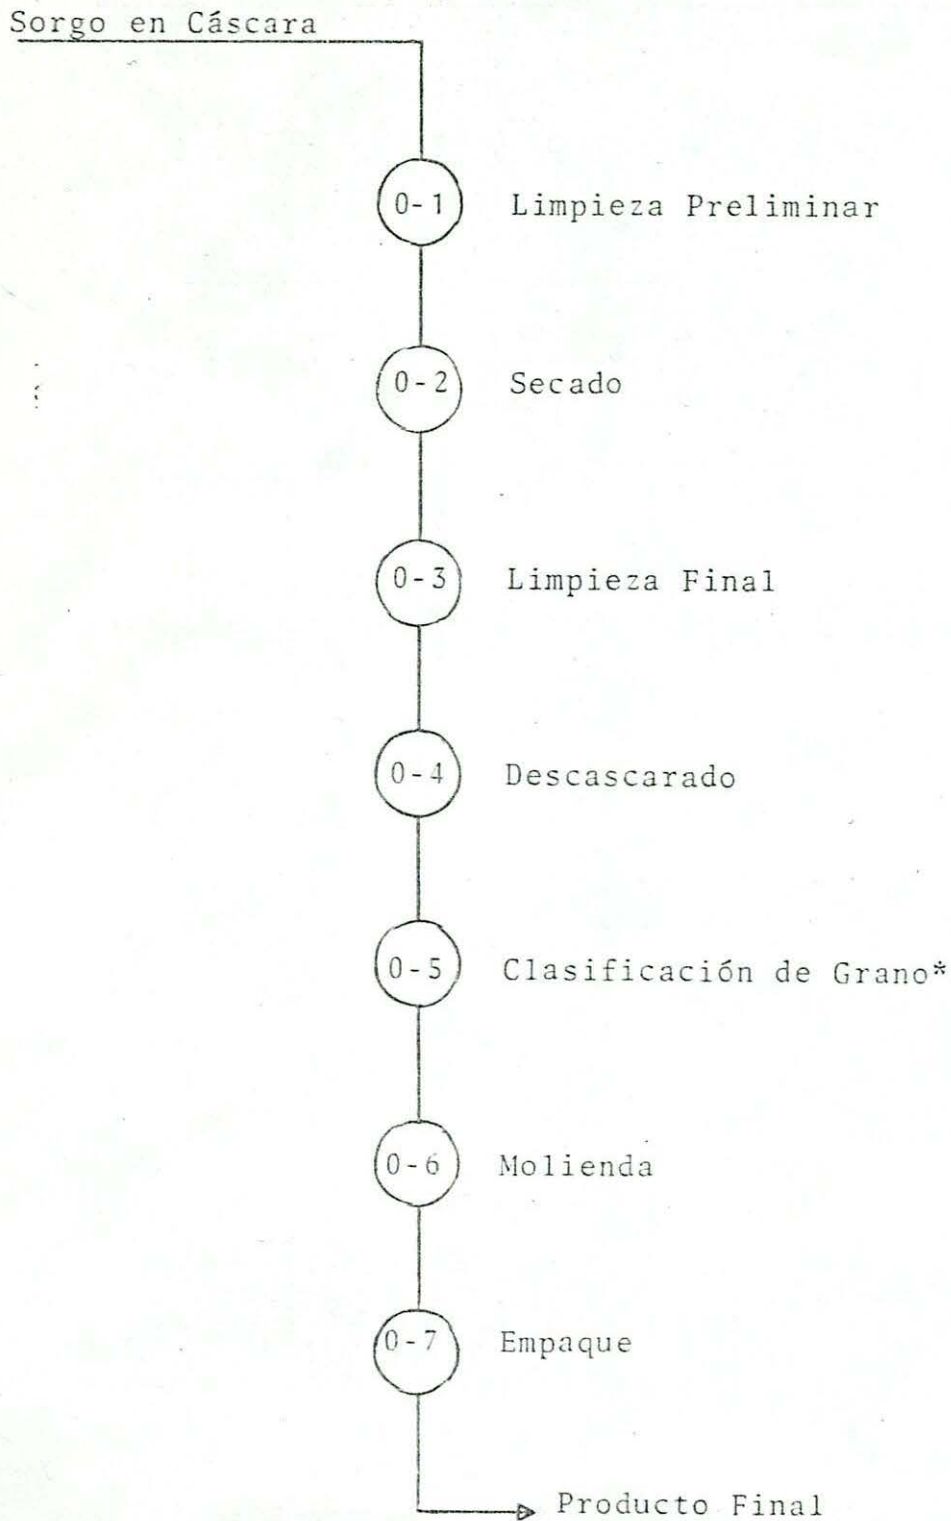 Sorgo en Cáscara
0-1 Limpieza Preliminar
0-2 Secado
0-3 Limpieza Final
0-4 Descascarado
0-5 Clasificación de Grano*
0-6 Molienda
0-7 Empaque
Producto Final